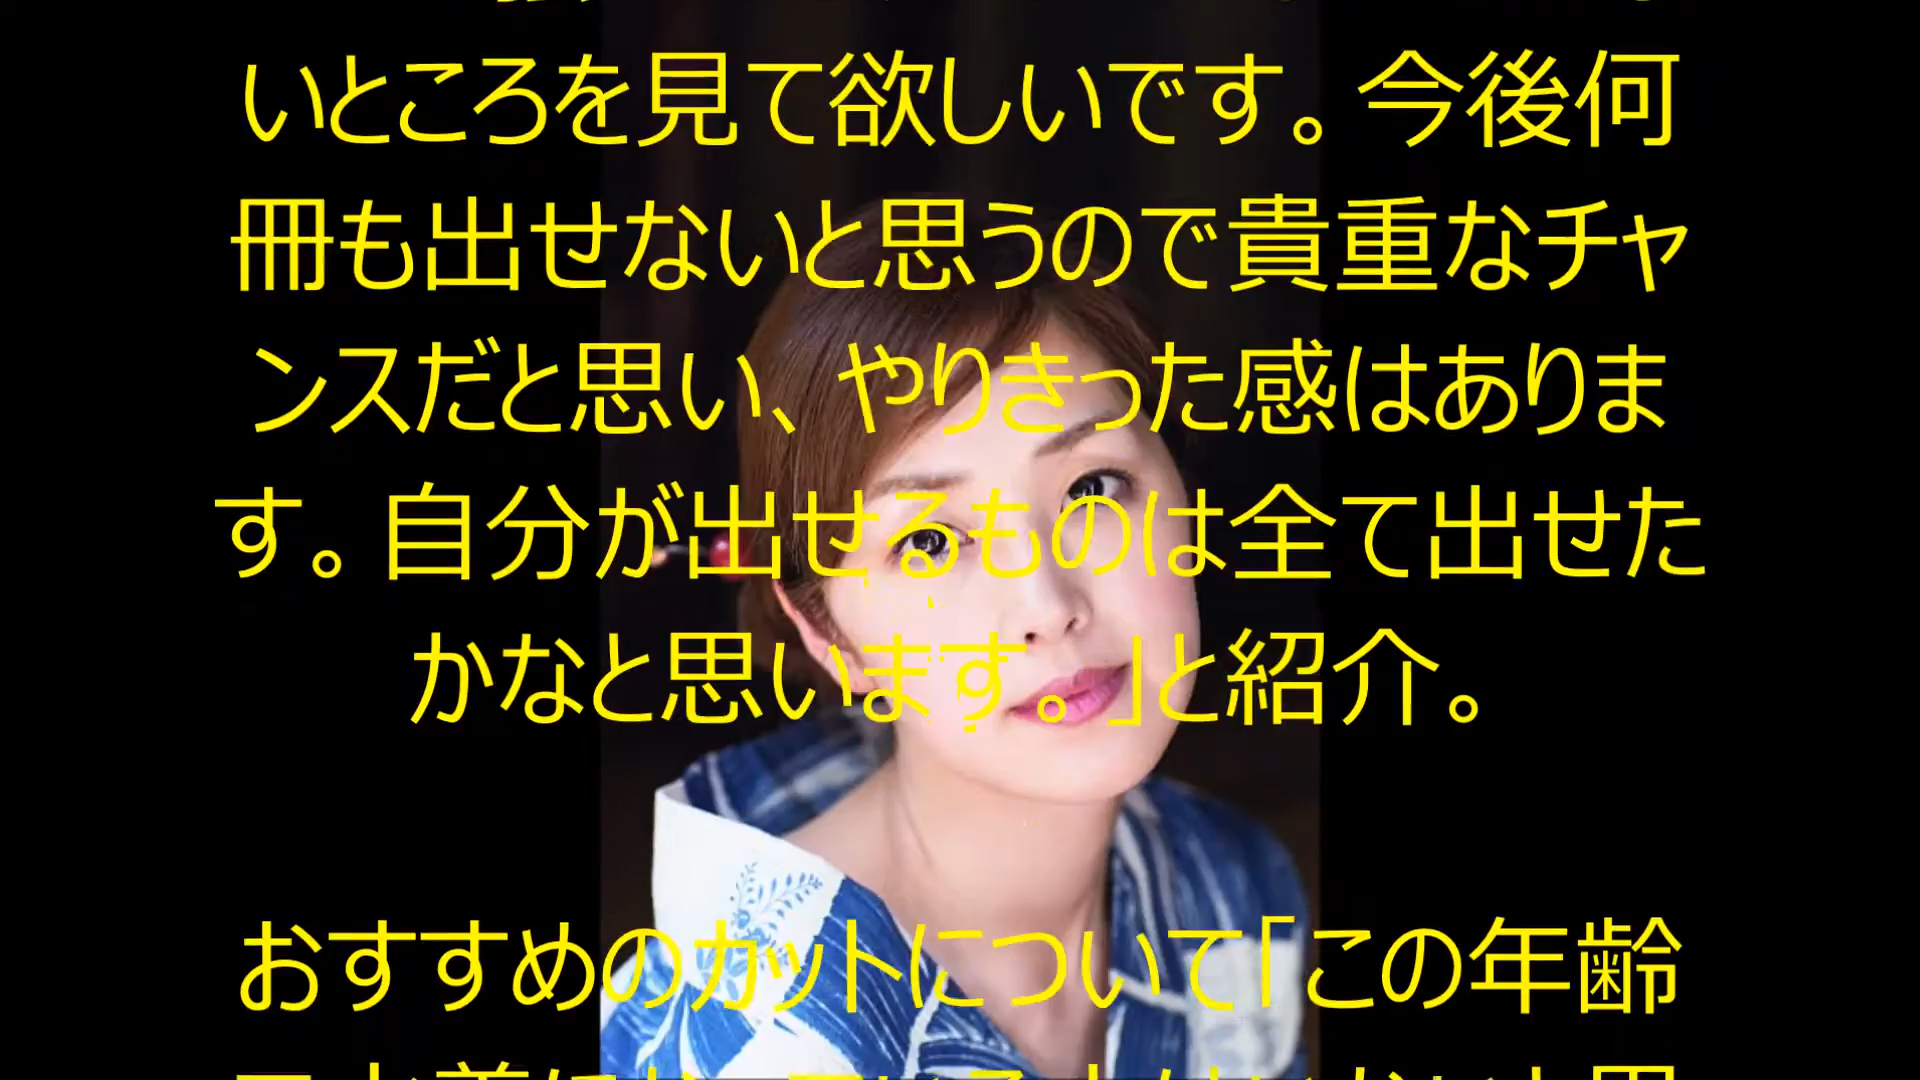 いところを見て欲しいです。今後何
冊も出せないと思うので貴重なチャ
ンスだと思い、やりきった感はありま
す。自分が出せるものは全て出せた
かなと思います。」と紹介。
おすすめのカットについて「この年齢